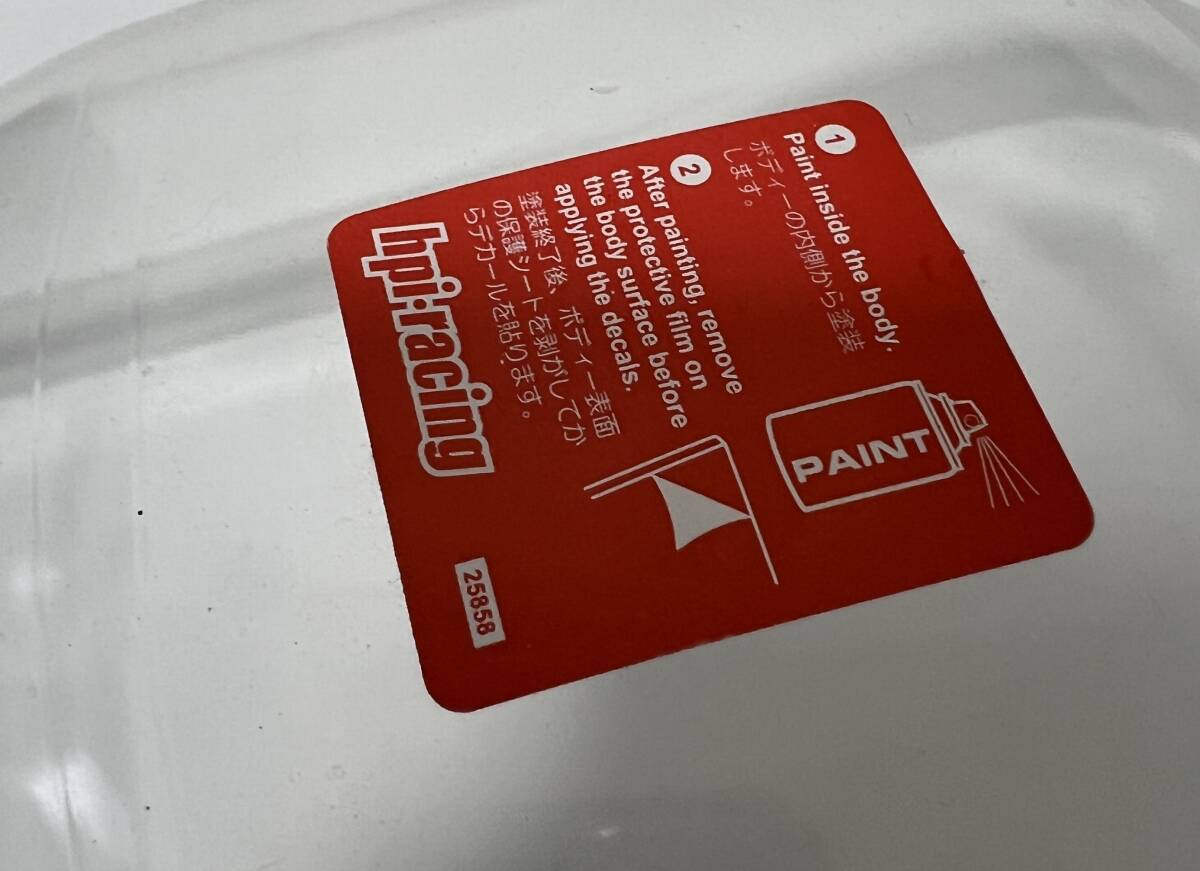 1
Paint inside the body.
ボディーの内側から塗装
します。
PAINT
2
After painting, remove
the protective film on
the body surface before
applying the decals.
塗装終了後、ボディー表面
の保護シートを剥がしてか
らデカールを貼ります。
hpi·racing
25858